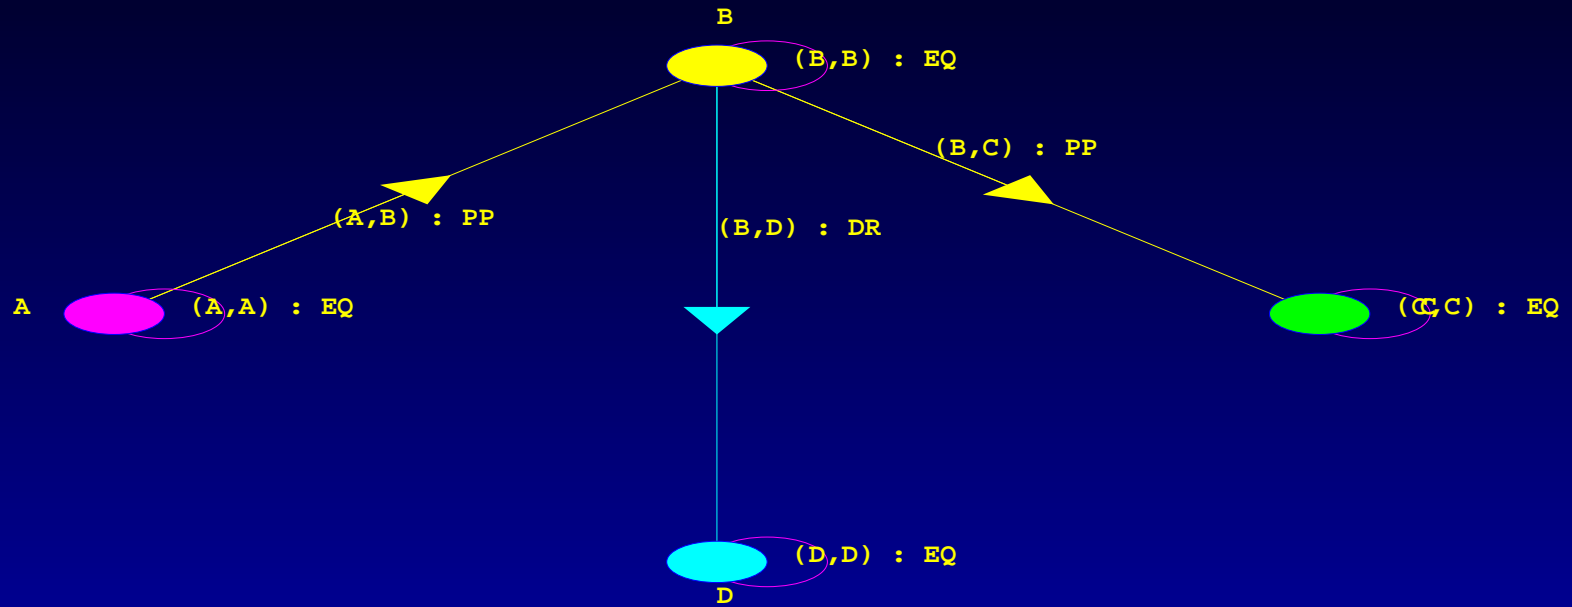 B
(B,B) : EQ
(B,C) : PP
(A,B) : PP
(B,D) : DR
A
(A,A) : EQ
C
(C,C) : EQ
(D,D) : EQ
D